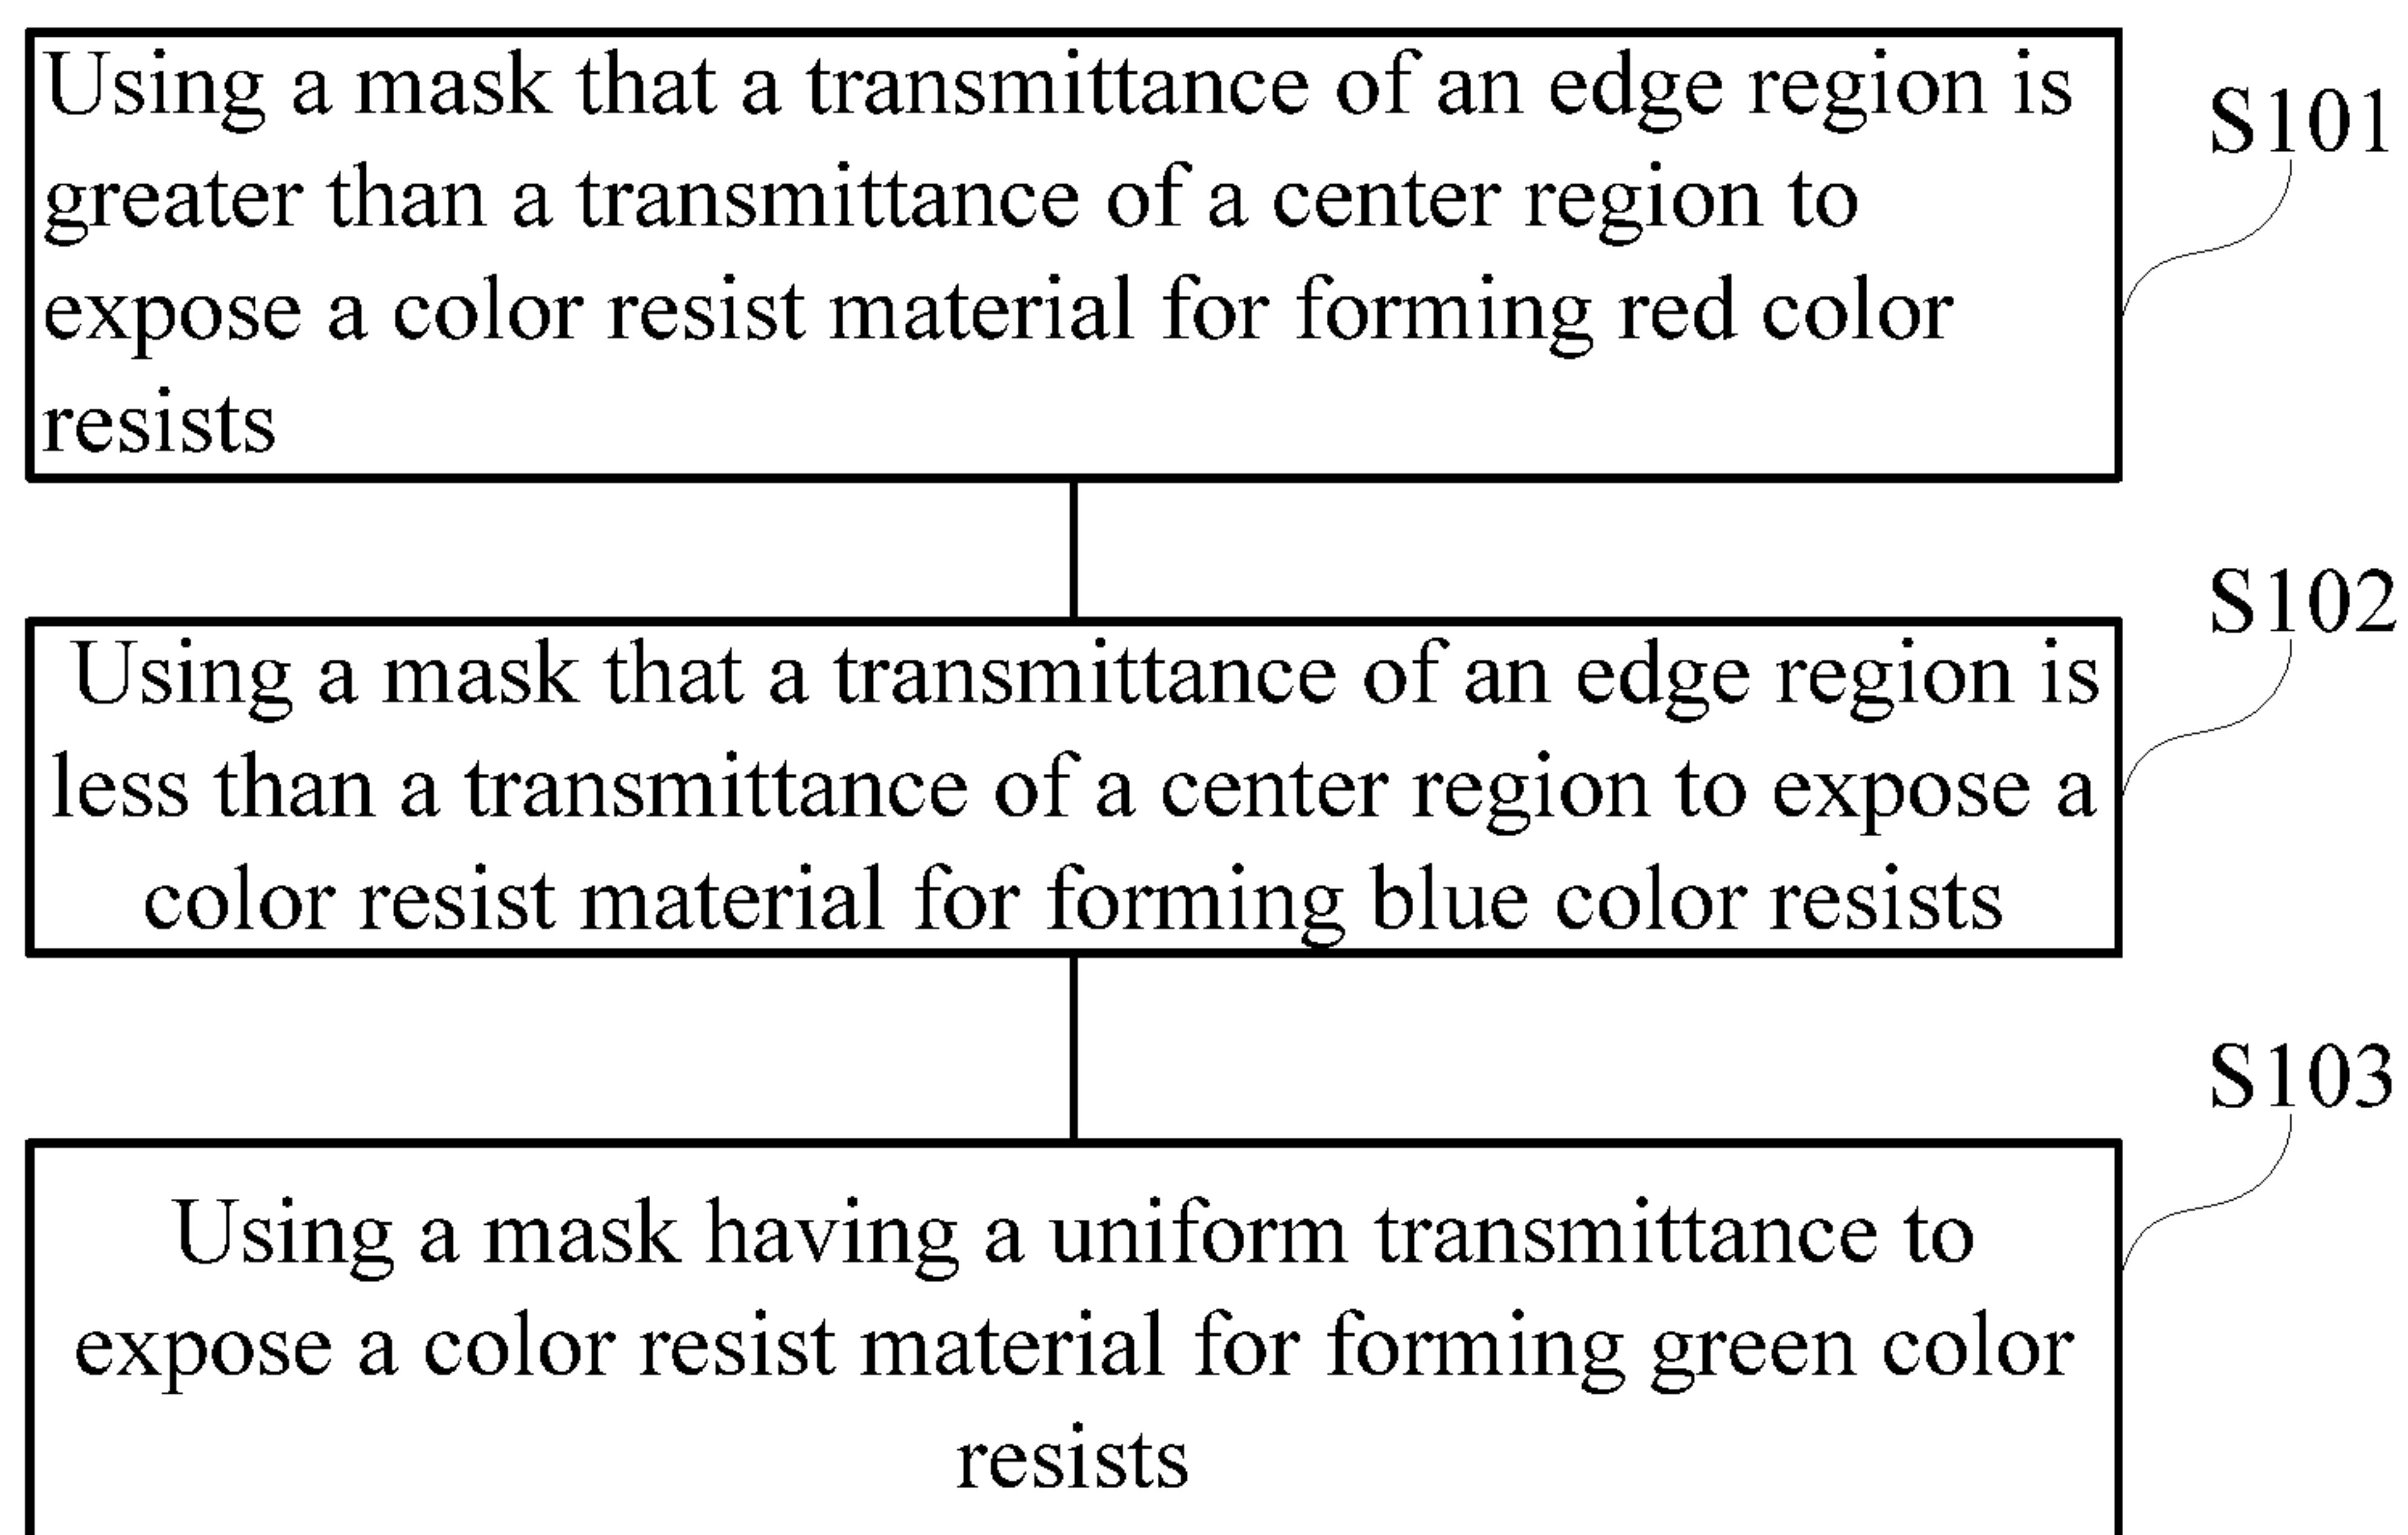 Using a mask that a transmittance of an edge region is
greater than a transmittance of a center region to
expose a color resist material for forming red color
resists
S101
Using a mask that a transmittance of an edge region is
less than a transmittance of a center region to expose a
color resist material for forming blue color resists
S102
Using a mask having a uniform transmittance to
expose a color resist material for forming green color
resists
S103